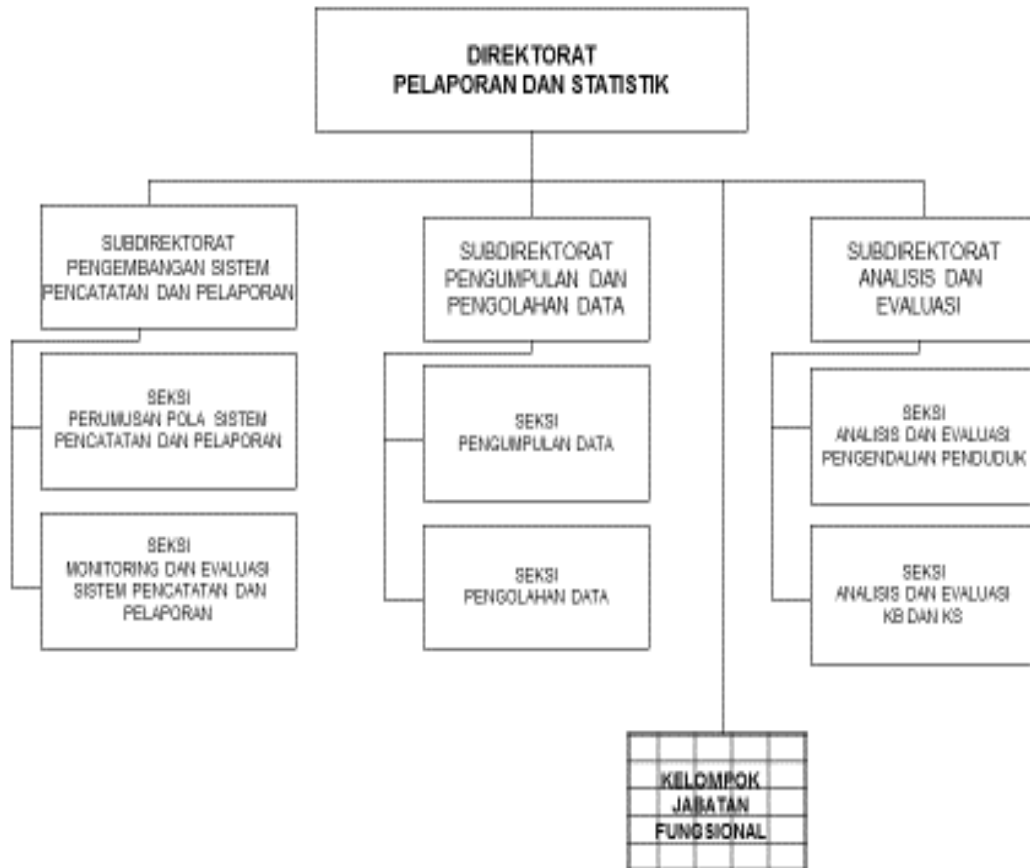 DIREKTORAT
PELAPORAN DAN STATISTIK
SUBDIREKTORAT
PENGEMBANGAN SISTEM
PENCATATAN DAN PELAPORAN
SEKSI
PERUMUSAN POLA SISTEM
PENCATATAN DAN PELAPORAN
SEKSI
MONITORING DAN EVALUASI
SISTEM PENCATATAN DAN
PELAPORAN
SUBDIREKTORAT
PENGUMPULAN DAN
PENGOLAHAN DATA
SEKSI
PENGUMPULAN DATA
SEKSI
PENGOLAHAN DATA
SUBDIREKTORAT
ANALISIS DAN
EVALUASI
SEKSI
ANALISIS DAN EVALUASI
PENGENDALIAN PENDUDUK
SEKSI
ANALISIS DAN EVALUASI
KB DAN KS
KELOMPOK
JABATAN
FUNGSIONAL